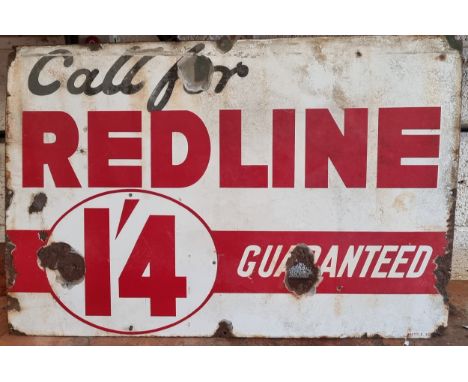 Call for
REDLINE
1'4
GUARANTEED